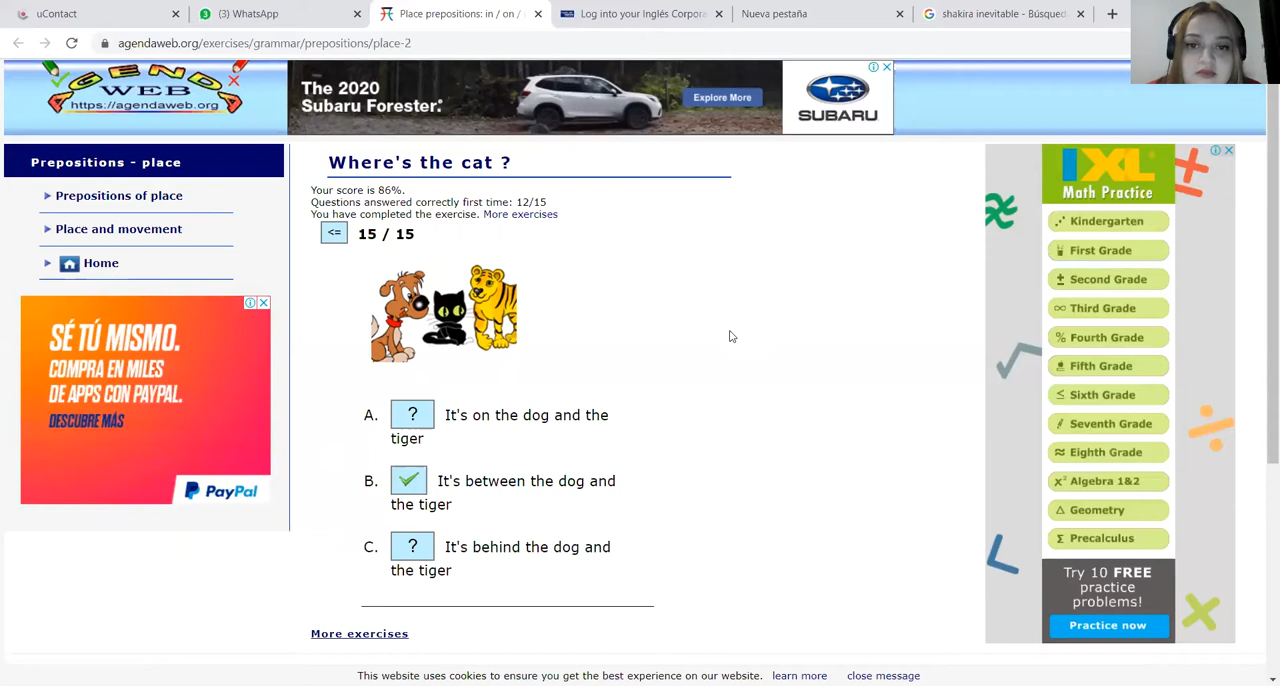 uContact
(3) WhatsApp
Place prepositions: in / on /
Log into your Inglés Corpora
Nueva pestaña
shakira inevitable - Búsqued
agendaweb.org/exercises/grammar/prepositions/place-2
AGENDA
WEB
https://agendaweb.org
The 2020
Subaru Forester.
Explore More
SUBARU
Prepositions - place
Prepositions of place
Place and movement
Home
SÉ TÚ MISMO.
COMPRA EN MILES
DE APPS CON PAYPAL.
DESCUBRE MÁS
PayPal
Where's the cat ?
Your score is 86%.
Questions answered correctly first time: 12/15
You have completed the exercise. More exercises
<= 15 / 15
A. ? It's on the dog and the
tiger
B. It's between the dog and
the tiger
C. ? It's behind the dog and
the tiger
More exercises
IXL
Math Practice
Kindergarten
First Grade
Second Grade
Third Grade
Fourth Grade
Fifth Grade
Sixth Grade
Seventh Grade
Eighth Grade
Algebra 1&2
Geometry
Precalculus
Try 10 FREE
practice
problems!
Practice now
This website uses cookies to ensure you get the best experience on our website. learn more close message